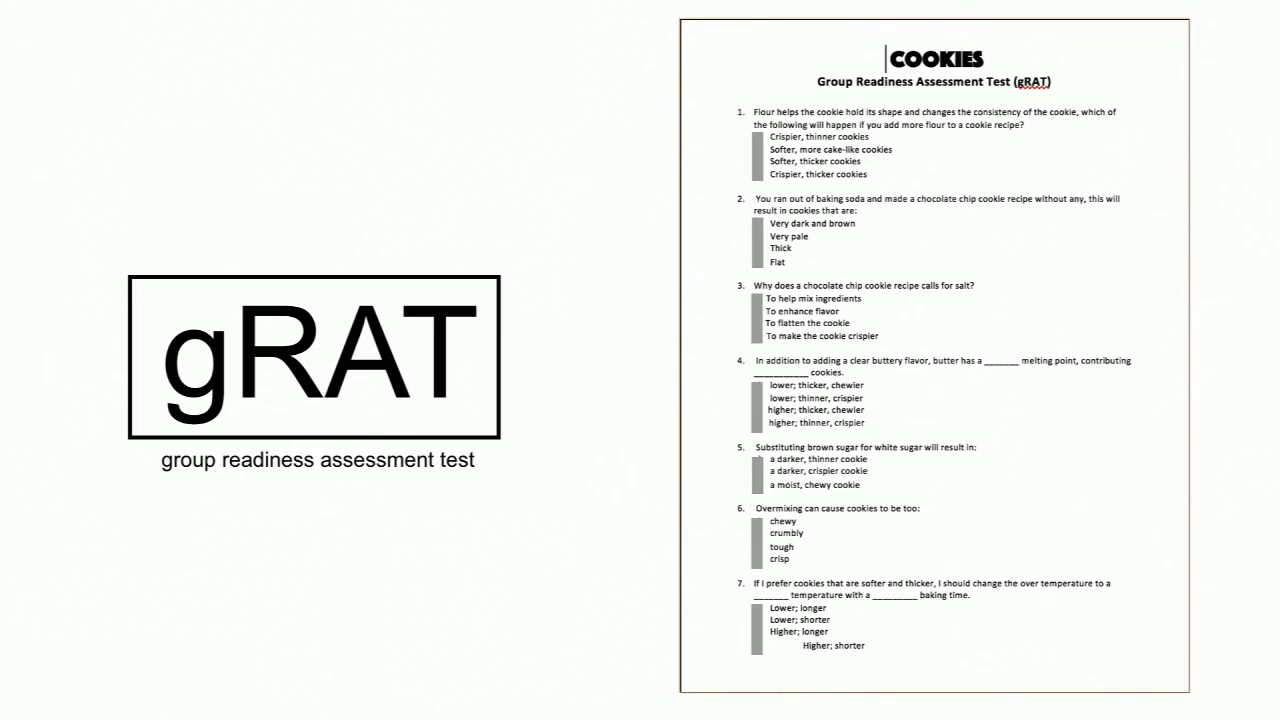 gRAT
group readiness assessment test
COOKIES
Group Readiness Assessment Test (gRAT)
1. Flour helps the cookie hold its shape and changes the consistency of the cookie, which of
the following will happen if you add more flour to a cookie recipe?
Crispier, thinner cookies
Softer, more cake-like cookies
Softer, thicker cookies
Crispier, thicker cookies
2. You ran out of baking soda and made a chocolate chip cookie recipe without any, this will
result in cookies that are:
Very dark and brown
Very pale
Thick
Flat
3. Why does a chocolate chip cookie recipe calls for salt?
To help mix ingredients
To enhance flavor
To flatten the cookie
To make the cookie crispier
4. In addition to adding a clear buttery flavor, butter has a _______ melting point, contributing
___________ cookies.
lower; thicker, chewier
lower; thinner, crispier
higher; thicker, chewier
higher; thinner, crispier
5. Substituting brown sugar for white sugar will result in:
a darker, thinner cookie
a darker, crispier cookie
a moist, chewy cookie
6. Overmixing can cause cookies to be too:
chewy
crumbly
tough
crisp
7. If I prefer cookies that are softer and thicker, I should change the over temperature to a
_______ temperature with a _________ baking time.
Lower; longer
Lower; shorter
Higher; longer
Higher; shorter